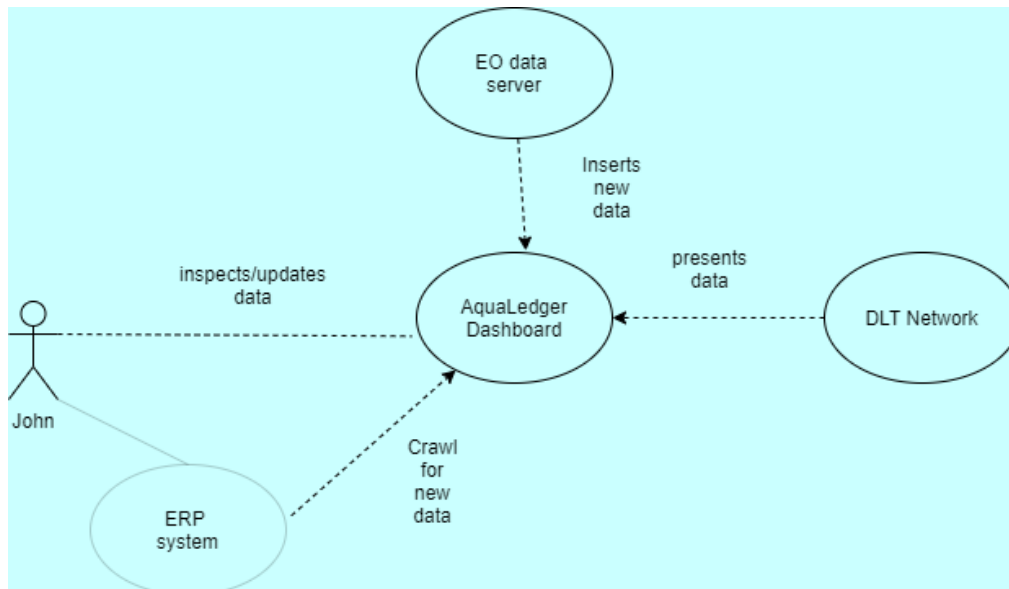 EO data
server
Inserts
new
data
inspects/updates
data
presents
data
AquaLedger
Dashboard
DLT Network
John
Crawl
for
new
data
ERP
system